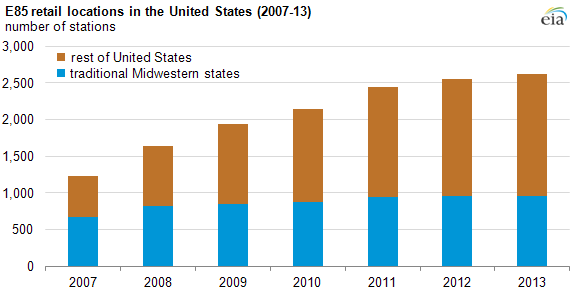 E85 retail locations in the United States (2007-13)
number of stations
eia
3,000
2,500
2,000
1,500
1,000
500
0
rest of United States
traditional Midwestern states
2007 2008 2009 2010 2011 2012 2013